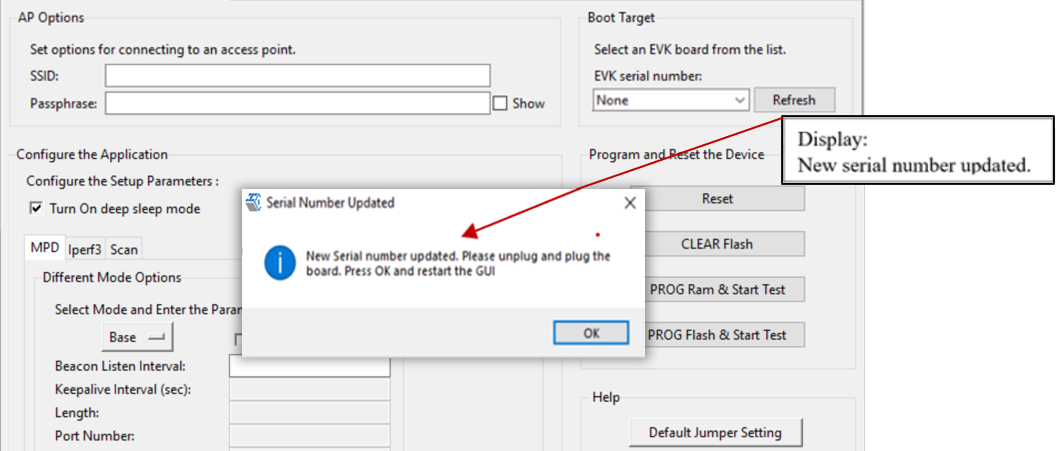 AP Options
Set options for connecting to an access point.
SSID:
Passphrase:
Show
Boot Target
Select an EVK board from the list.
EVK serial number:
None
Refresh
Display:
New serial number updated.
Configure the Application
Configure the Setup Parameters :
Turn On deep sleep mode
MPD Iperf3 Scan
Different Mode Options
Select Mode and Enter the Parar
Base
Beacon Listen Interval:
Keepalive Interval (sec):
Length:
Port Number:
Serial Number Updated
New Serial number updated. Please unplug and plug the
board. Press OK and restart the GUI
OK
Program and Reset the Device
Reset
CLEAR Flash
PROG Ram & Start Test
PROG Flash & Start Test
Help
Default Jumper Setting